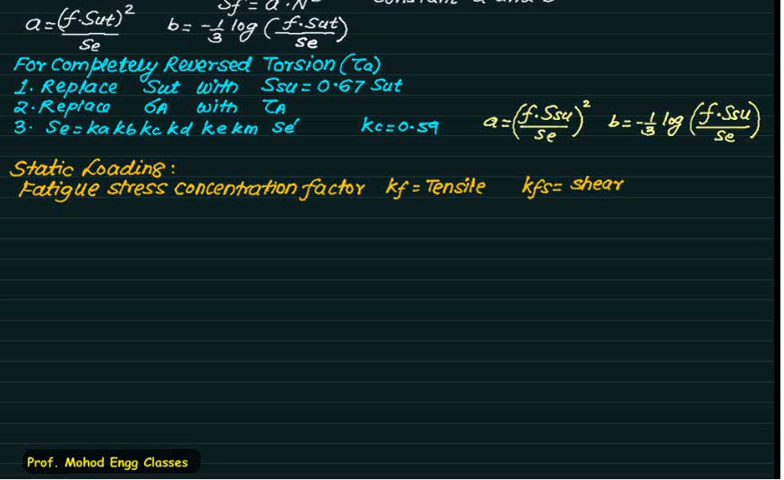 Sf = a·N
a = (f·Sut)² / Se b = -1/3 log (f·Sut / Se)
For Completely Reversed Torsion (τa)
1. Replace Sut with Ssu = 0.67 Sut
2. Replace σA with τA
3. Se = ka kb kc kd ke km Se' kc = 0.59 a = (f·Ssu / Se)² b = -1/3 log (f·Ssu / Se)
Static Loading :
Fatigue stress concentration factor kf = Tensile kfs = shear
Prof. Mohod Engg Classes